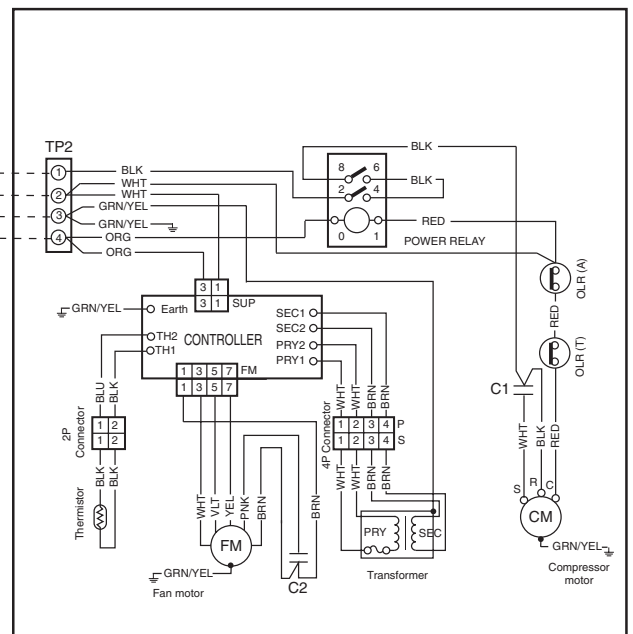 TP2
BLK
8 6
1
BLK
WHT
2 4
BLK
2
WHT
GRN/YEL
3
GRN/YEL
RED
4
ORG
0 1
POWER RELAY
ORG
OLR (A)
3 1
GRN/YEL
Earth
3 1
SUP
SEC1
RED
TH2
CONTROLLER
SEC2
TH1
PRY2
OLR (T)
1 3 5 7
FM
PRY1
1 3 5 7
C1
BLU
BLK
WHT
WHT
BRN
BRN
2P Connector
1 2
1 2
4P Connector
1 2 3 4
P
1 2 3 4
S
WHT
BLK
RED
BLK
BLK
WHT
VLT
YEL
PNK
BRN
BRN
WHT
WHT
BRN
BRN
S
R
C
Thermistor
FM
PRY
SEC
CM
GRN/YEL
GRN/YEL
Fan motor
C2
Transformer
Compressor
motor